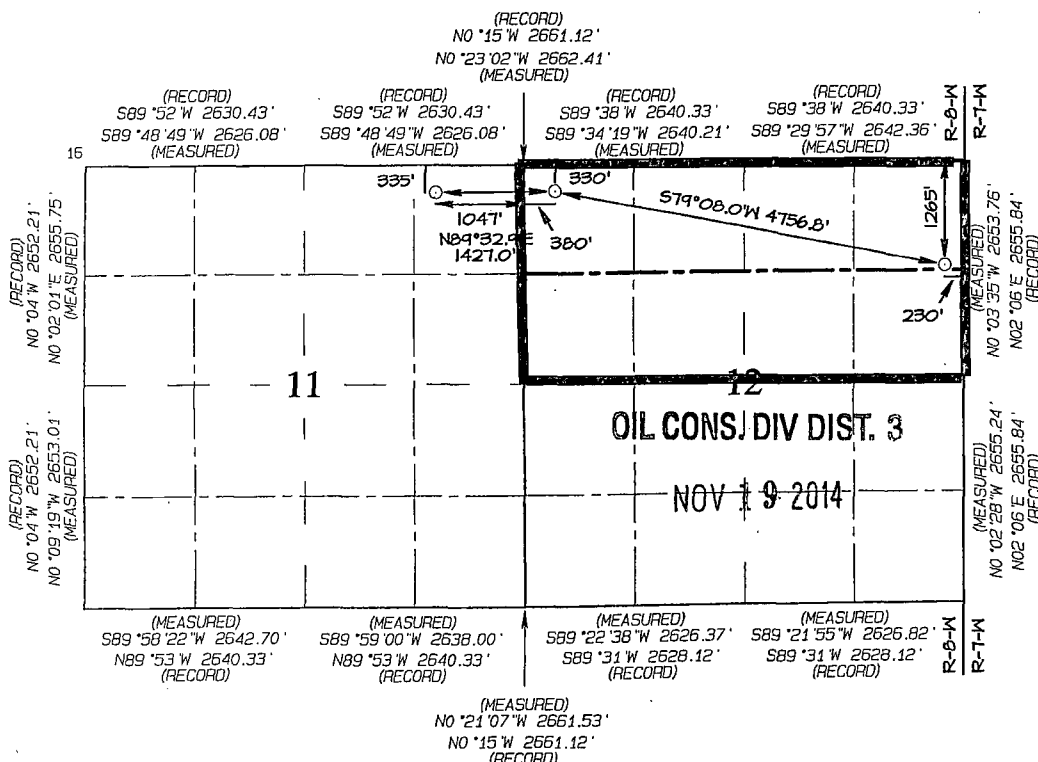 (RECORD)
N0°15'W 2661.12'
N0°23'02"W 2662.41'
(MEASURED)
(RECORD)
S89°52'W 2630.43'
S89°48'49"W 2626.08'
(MEASURED)
(RECORD)
S89°52'W 2630.43'
S89°48'49"W 2626.08'
(MEASURED)
(RECORD)
S89°38'W 2640.33'
S89°34'19"W 2640.21'
(MEASURED)
(RECORD)
S89°38'W 2640.33'
S89°29'57"W 2642.36'
(MEASURED)
R-8-W
R-7-W
16
335'
330'
1047'
N89°32.9'E
1427.0'
380'
S79°08.0'W 4756.8'
1265'
230'
(RECORD)
N0°04'W 2652.21'
N0°02'01"E 2655.75'
(MEASURED)
(MEASURED)
N0°03'35"W 2653.76'
N02°06'E 2655.84'
(RECORD)
11
12
OIL CONS. DIV DIST. 3
NOV 19 2014
(RECORD)
N0°04'W 2652.21'
N0°09'19"W 2653.01'
(MEASURED)
(MEASURED)
N0°02'28"W 2655.24'
N02°06'E 2655.84'
(RECORD)
(MEASURED)
S89°58'22"W 2642.70'
N89°53'W 2640.33'
(RECORD)
(MEASURED)
S89°59'00"W 2638.00'
N89°53'W 2640.33'
(RECORD)
(MEASURED)
S89°22'38"W 2626.37'
S89°31'W 2628.12'
(RECORD)
(MEASURED)
S89°21'55"W 2626.82'
S89°31'W 2628.12'
(RECORD)
R-8-W
R-7-W
(MEASURED)
N0°21'07"W 2661.53'
N0°15'W 2661.12'
(RECORD)